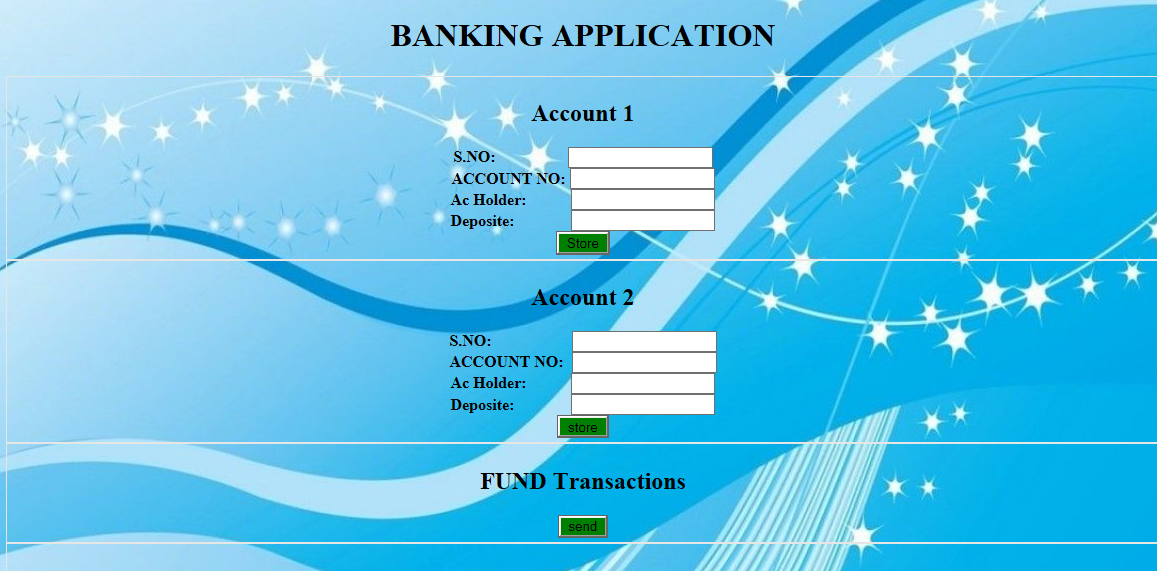 BANKING APPLICATION
Account 1
S.NO:
ACCOUNT NO:
Ac Holder:
Deposite:
Store
Account 2
S.NO:
ACCOUNT NO:
Ac Holder:
Deposite:
store
FUND Transactions
send